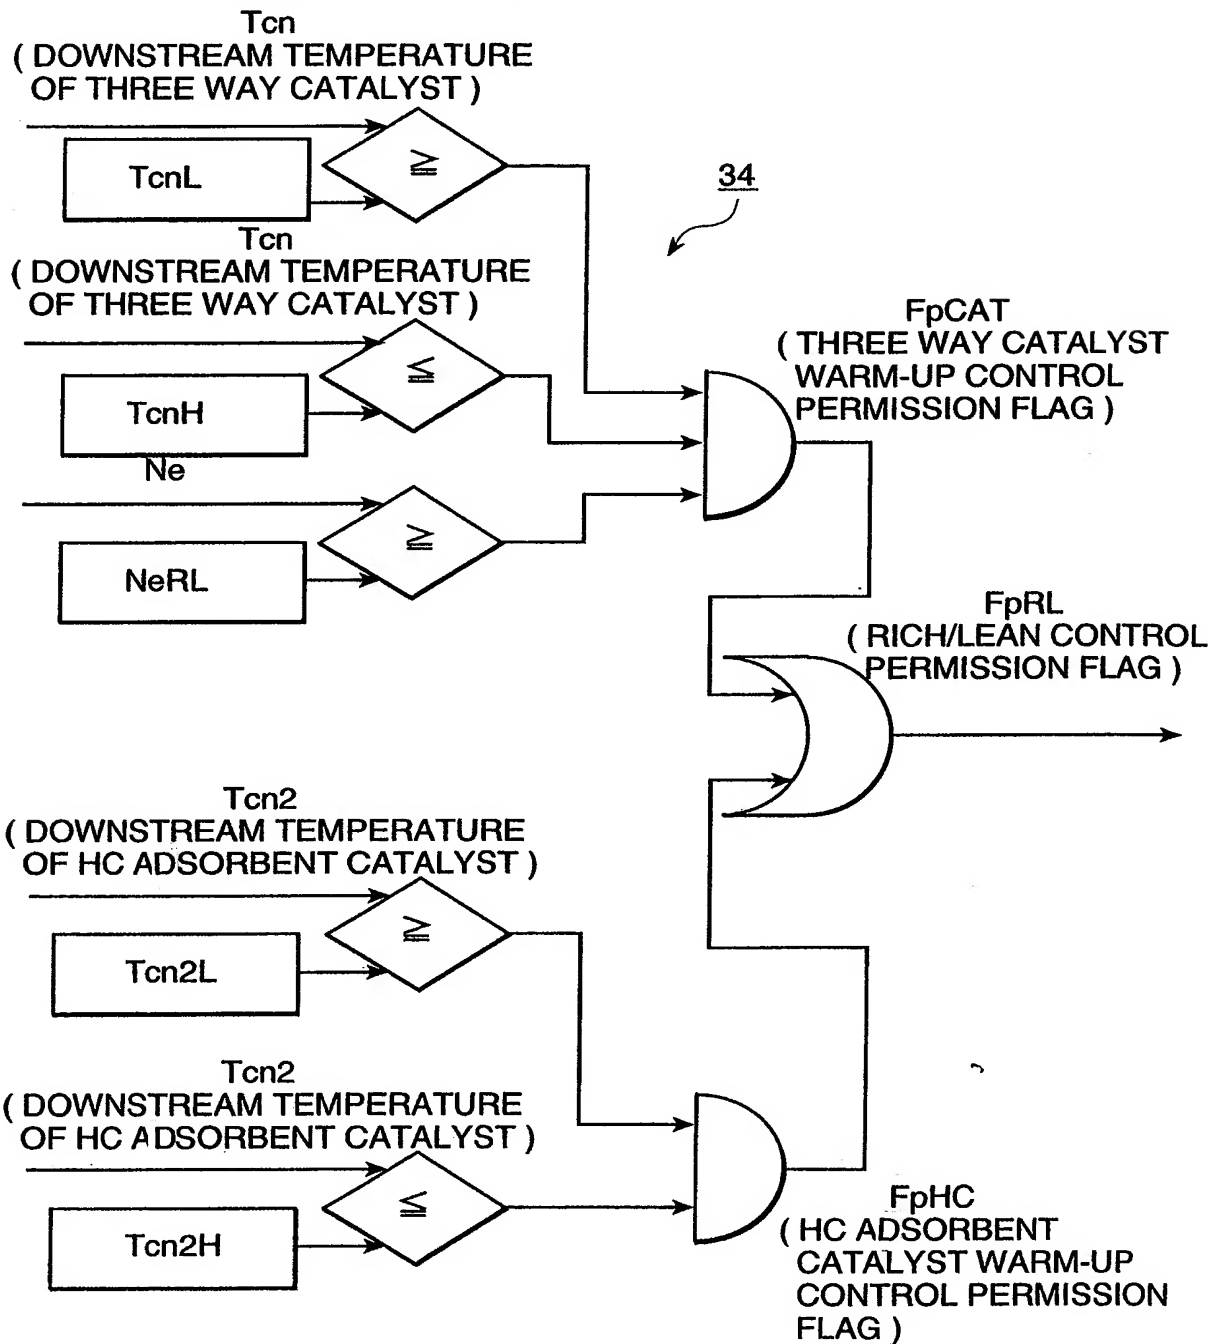 Tcn
( DOWNSTREAM TEMPERATURE
OF THREE WAY CATALYST )
TcnL
≧
34
Tcn
( DOWNSTREAM TEMPERATURE
OF THREE WAY CATALYST )
TcnH
≦
FpCAT
( THREE WAY CATALYST
WARM-UP CONTROL
PERMISSION FLAG )
Ne
NeRL
≧
FpRL
( RICH/LEAN CONTROL
PERMISSION FLAG )
Tcn2
( DOWNSTREAM TEMPERATURE
OF HC ADSORBENT CATALYST )
Tcn2L
≧
Tcn2
( DOWNSTREAM TEMPERATURE
OF HC ADSORBENT CATALYST )
Tcn2H
≦
FpHC
( HC ADSORBENT
CATALYST WARM-UP
CONTROL PERMISSION
FLAG )